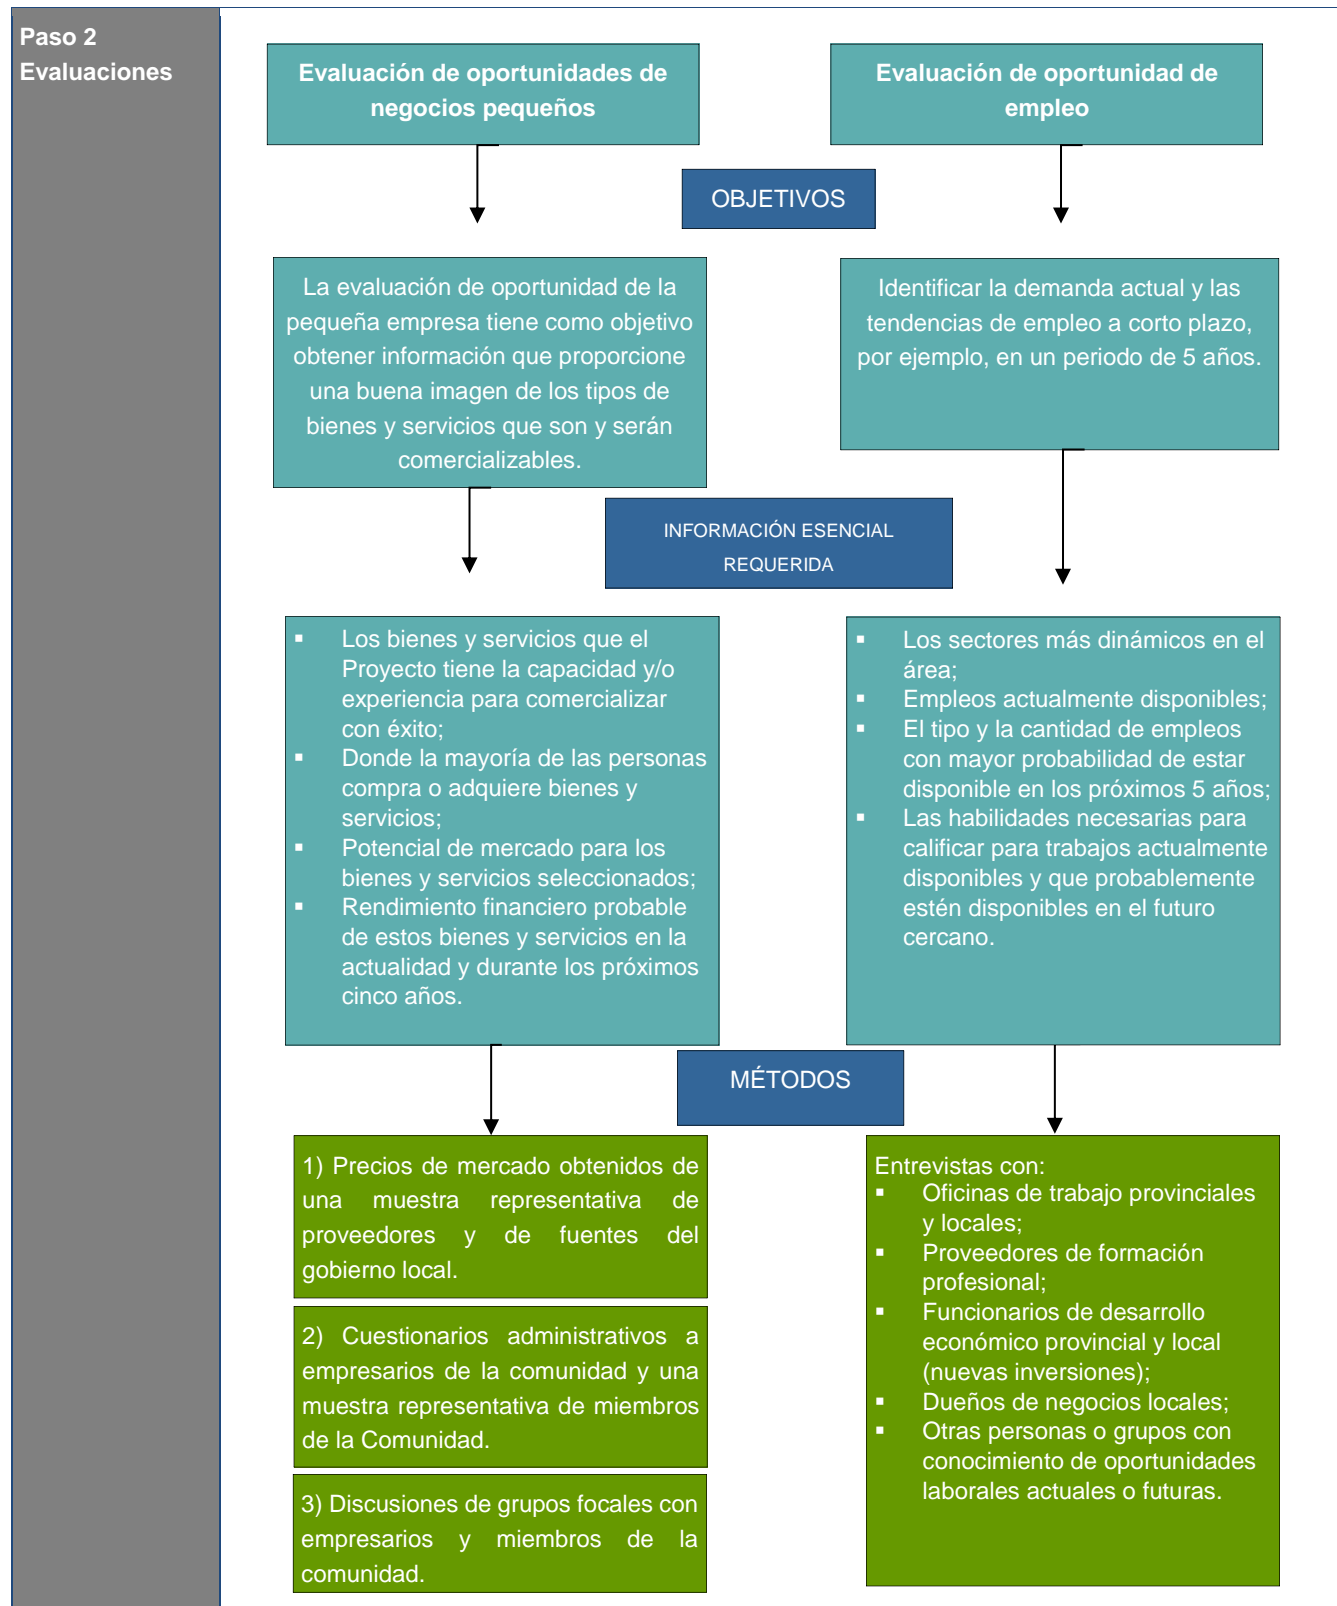 Paso 2
Evaluaciones
Evaluación de oportunidades de
negocios pequeños
Evaluación de oportunidad de
empleo
OBJETIVOS
La evaluación de oportunidad de la
pequeña empresa tiene como objetivo
obtener información que proporcione
una buena imagen de los tipos de
bienes y servicios que son y serán
comercializables.
Identificar la demanda actual y las
tendencias de empleo a corto plazo,
por ejemplo, en un periodo de 5 años.
INFORMACIÓN ESENCIAL
REQUERIDA
▪ Los bienes y servicios que el
Proyecto tiene la capacidad y/o
experiencia para comercializar
con éxito;
▪ Donde la mayoría de las personas
compra o adquiere bienes y
servicios;
▪ Potencial de mercado para los
bienes y servicios seleccionados;
▪ Rendimiento financiero probable
de estos bienes y servicios en la
actualidad y durante los próximos
cinco años.
▪ Los sectores más dinámicos en el
área;
▪ Empleos actualmente disponibles;
▪ El tipo y la cantidad de empleos
con mayor probabilidad de estar
disponible en los próximos 5 años;
▪ Las habilidades necesarias para
calificar para trabajos actualmente
disponibles y que probablemente
estén disponibles en el futuro
cercano.
MÉTODOS
1) Precios de mercado obtenidos de
una muestra representativa de
proveedores y de fuentes del
gobierno local.
2) Cuestionarios administrativos a
empresarios de la comunidad y una
muestra representativa de miembros
de la Comunidad.
3) Discusiones de grupos focales con
empresarios y miembros de la
comunidad.
Entrevistas con:
▪ Oficinas de trabajo provinciales
y locales;
▪ Proveedores de formación
profesional;
▪ Funcionarios de desarrollo
económico provincial y local
(nuevas inversiones);
▪ Dueños de negocios locales;
▪ Otras personas o grupos con
conocimiento de oportunidades
laborales actuales o futuras.